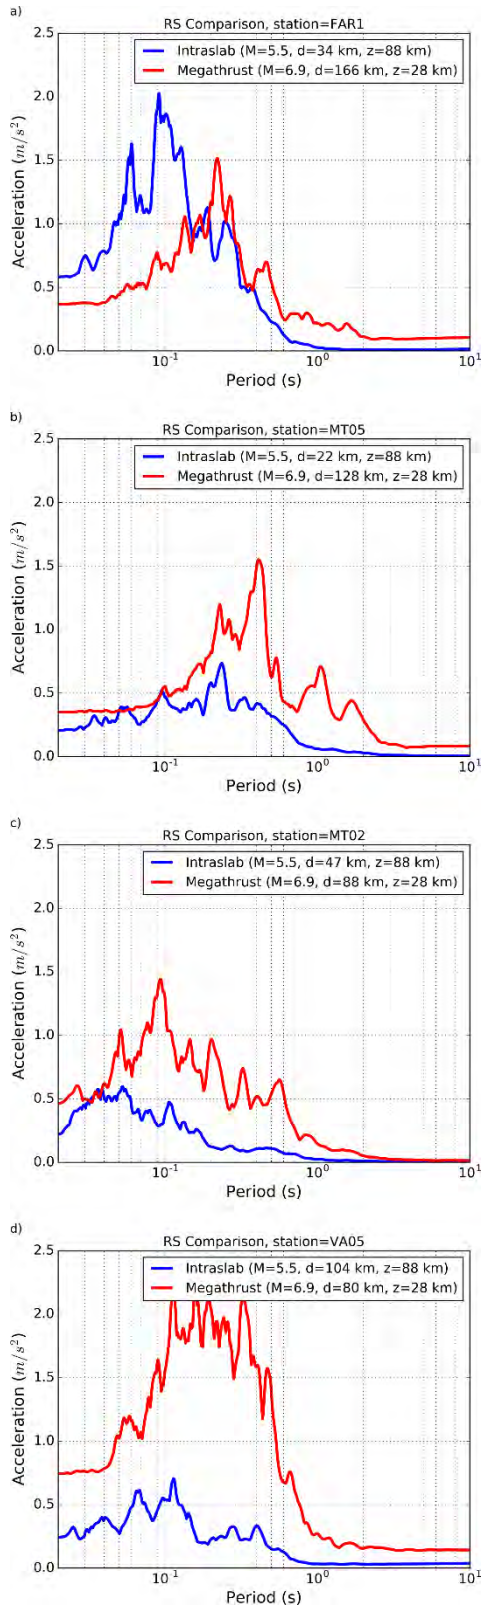 a)
RS Comparison, station=FAR1
Intraslab (M=5.5, d=34 km, z=88 km)
Megathrust (M=6.9, d=166 km, z=28 km)
Acceleration (m/s²)
2.5
2.0
1.5
1.0
0.5
0.0
10⁻¹
10⁰
10¹
Period (s)
b)
RS Comparison, station=MT05
Intraslab (M=5.5, d=22 km, z=88 km)
Megathrust (M=6.9, d=128 km, z=28 km)
Acceleration (m/s²)
2.5
2.0
1.5
1.0
0.5
0.0
10⁻¹
10⁰
10¹
Period (s)
c)
RS Comparison, station=MT02
Intraslab (M=5.5, d=47 km, z=88 km)
Megathrust (M=6.9, d=88 km, z=28 km)
Acceleration (m/s²)
2.5
2.0
1.5
1.0
0.5
0.0
10⁻¹
10⁰
10¹
Period (s)
d)
RS Comparison, station=VA05
Intraslab (M=5.5, d=104 km, z=88 km)
Megathrust (M=6.9, d=80 km, z=28 km)
Acceleration (m/s²)
2.5
2.0
1.5
1.0
0.5
0.0
10⁻¹
10⁰
10¹
Period (s)